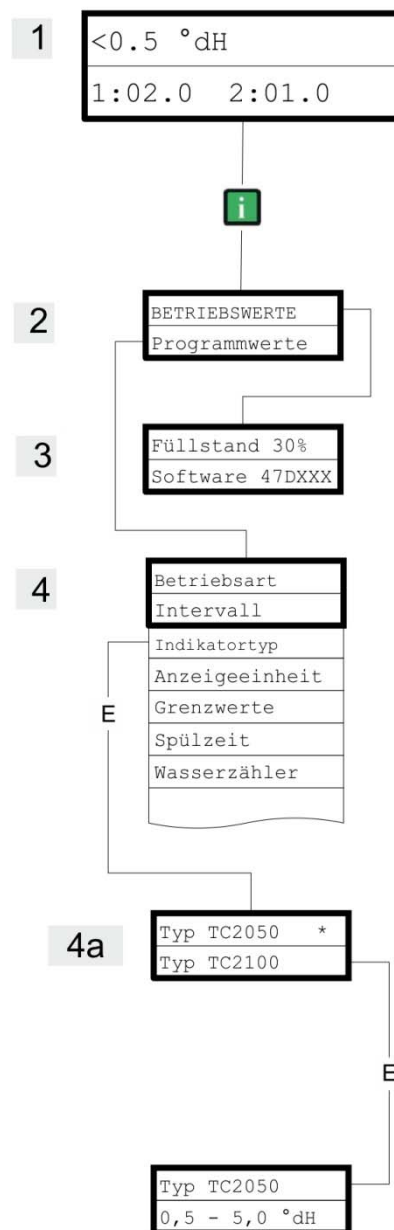 1
<0.5 °dH
1:02.0 2:01.0
i
2
BETRIEBSWERTE
Programmwerte
3
Füllstand 30%
Software 47DXXX
4
Betriebsart
Intervall
Indikatortyp
Anzeigeeinheit
Grenzwerte
Spülzeit
Wasserzähler
E
4a
Typ TC2050 *
Typ TC2100
E
Typ TC2050
0,5 - 5,0 °dH